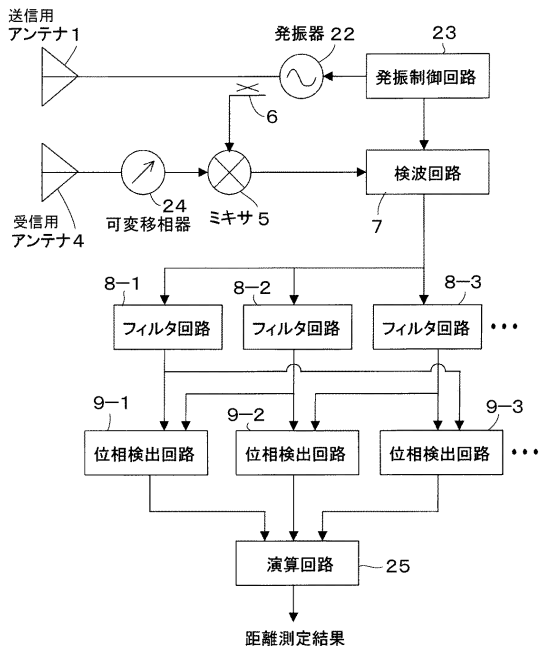 送信用
アンテナ1
発振器 22
23
発振制御回路
6
24
可変移相器
ミキサ 5
検波回路
7
受信用
アンテナ4
8-1
8-2
8-3
フィルタ回路
フィルタ回路
フィルタ回路
•••
9-1
9-2
9-3
位相検出回路
位相検出回路
位相検出回路
•••
演算回路
25
距離測定結果